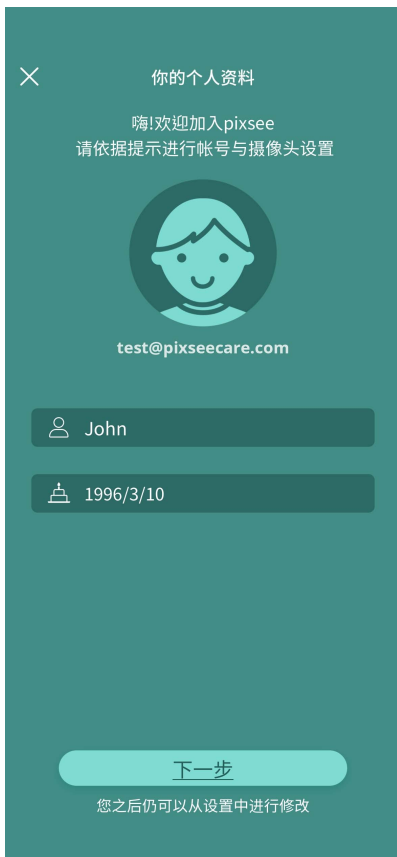 你的个人资料
嗨!欢迎加入pixsee
请依据提示进行帐号与摄像头设置
test@pixseecare.com
John
1996/3/10
下一步
您之后仍可以从设置中进行修改